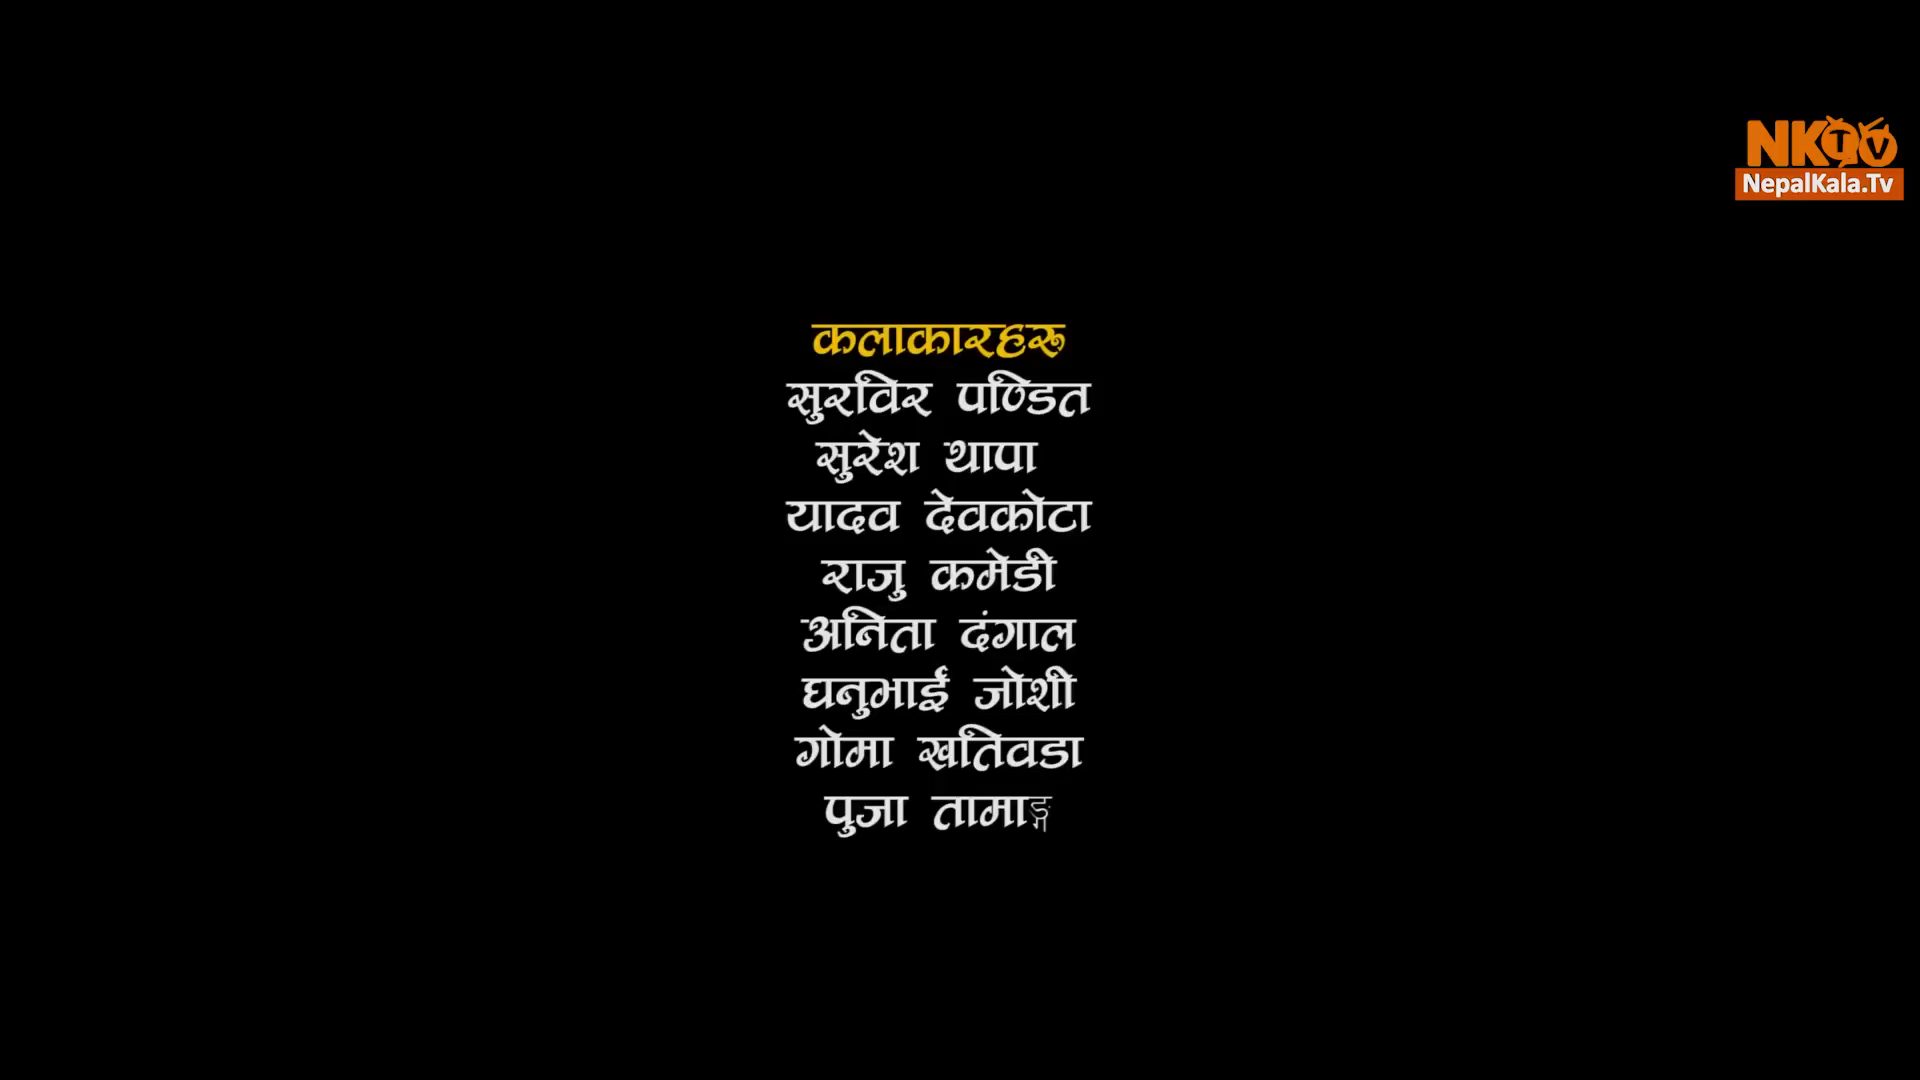 NKTV
NepalKala.Tv
कलाकारहरू
सुरविर पण्डित
सुरेश थापा
यादव देवकोटा
राजु कमेडी
अनिता दंगाल
घनुभाई जोशी
गोमा खतिवडा
पुजा तामाङ्ग